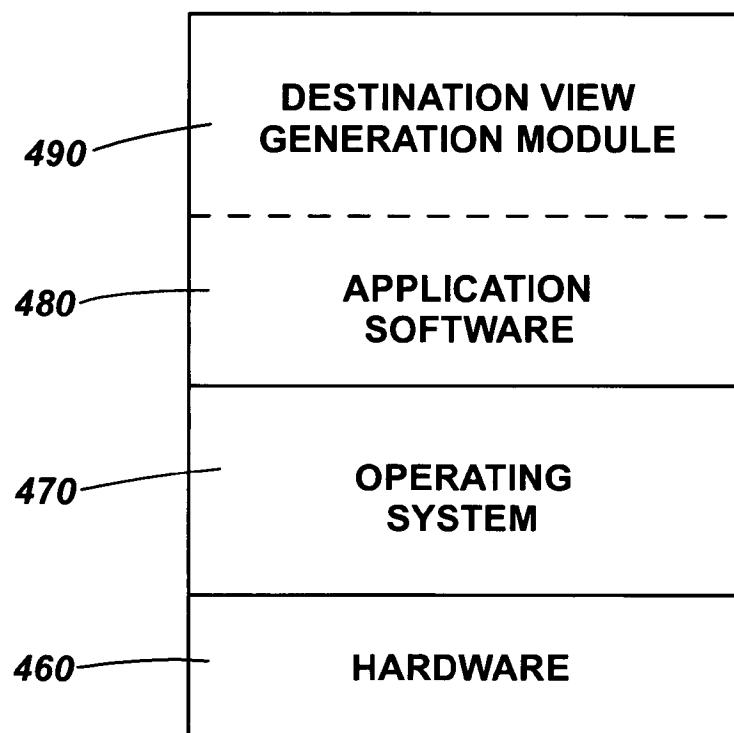 DESTINATION VIEW
GENERATION MODULE
490
480
APPLICATION
SOFTWARE
470
OPERATING
SYSTEM
460
HARDWARE